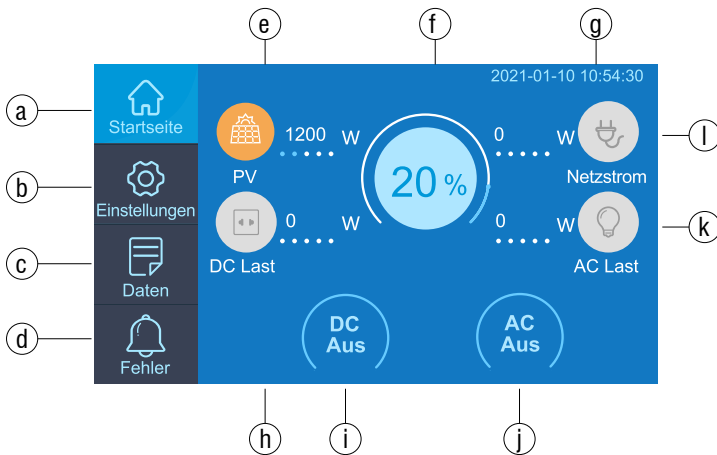 e
f
g
a
b
c
d
2021-01-10 10:54:30
Startseite
Einstellungen
Daten
Fehler
1200 W
PV
0 W
DC Last
20 %
0 W
Netzstrom
0 W
AC Last
DC
Aus
AC
Aus
l
k
h
i
j